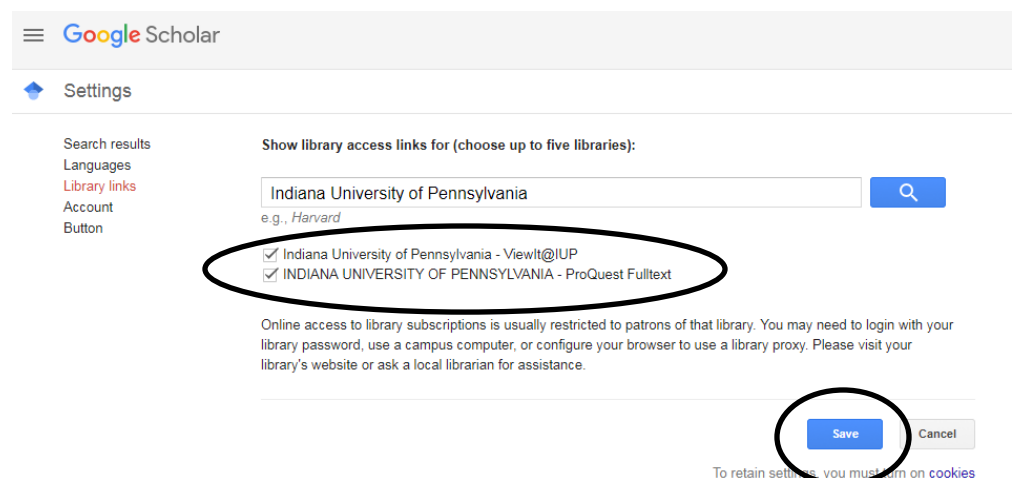 Google Scholar
Settings
Search results
Languages
Library links
Account
Button
Show library access links for (choose up to five libraries):
Indiana University of Pennsylvania
e.g., Harvard
Indiana University of Pennsylvania - ViewIt@IUP
INDIANA UNIVERSITY OF PENNSYLVANIA - ProQuest Fulltext
Online access to library subscriptions is usually restricted to patrons of that library. You may need to login with your
library password, use a campus computer, or configure your browser to use a library proxy. Please visit your
library's website or ask a local librarian for assistance.
Save
Cancel
To retain settings, you must turn on cookies